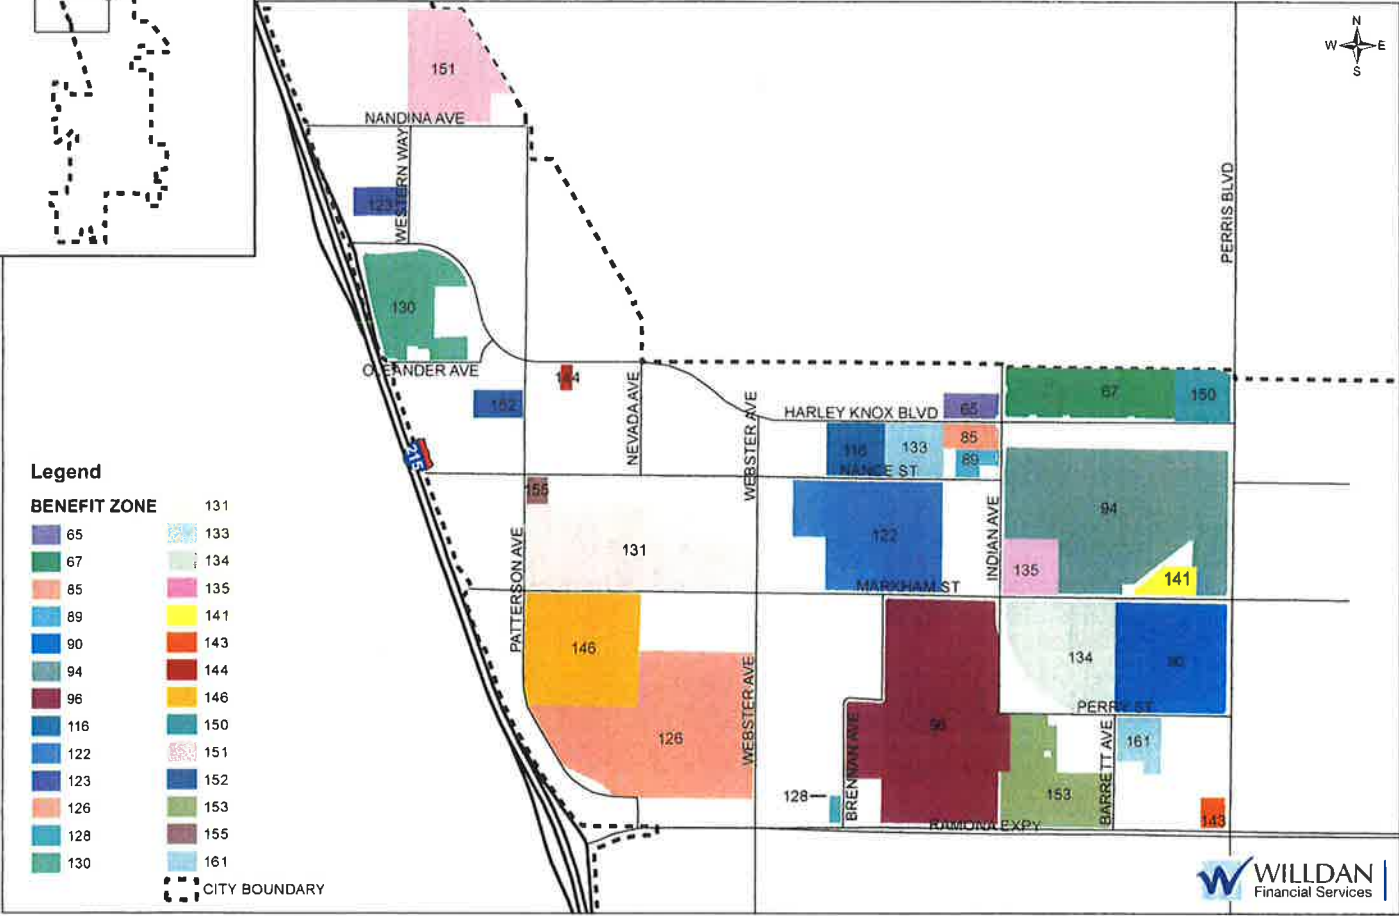 N
W E
S
151
NANDINA AVE
WESTERN WAY
123
PERRIS BLVD
130
OLEANDER AVE
144
152
NEVADA AVE
WEBSTER AVE
HARLEY KNOX BLVD
65
67
150
116
133
85
89
NANCE ST
215
155
131
122
INDIAN AVE
94
135
141
MARKHAM ST
PATTERSON AVE
146
134
90
PERRY ST
126
WEBSTER AVE
96
BRENNAN AVE
128
153
BARRETT AVE
161
143
RAMONA EXPY
Legend
BENEFIT ZONE
65
67
85
89
90
94
96
116
122
123
126
128
130
131
133
134
135
141
143
144
146
150
151
152
153
155
161
CITY BOUNDARY
WILLDAN
Financial Services